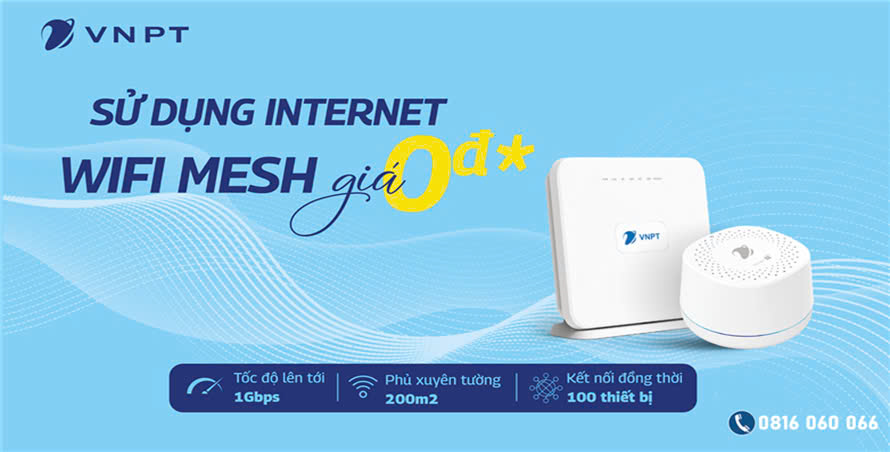 VNPT
SỬ DỤNG INTERNET
WIFI MESH giá 0đ*
VNPT
Tốc độ lên tới
1Gbps
Phủ xuyên tường
200m2
Kết nối đồng thời
100 thiết bị
0816 060 066